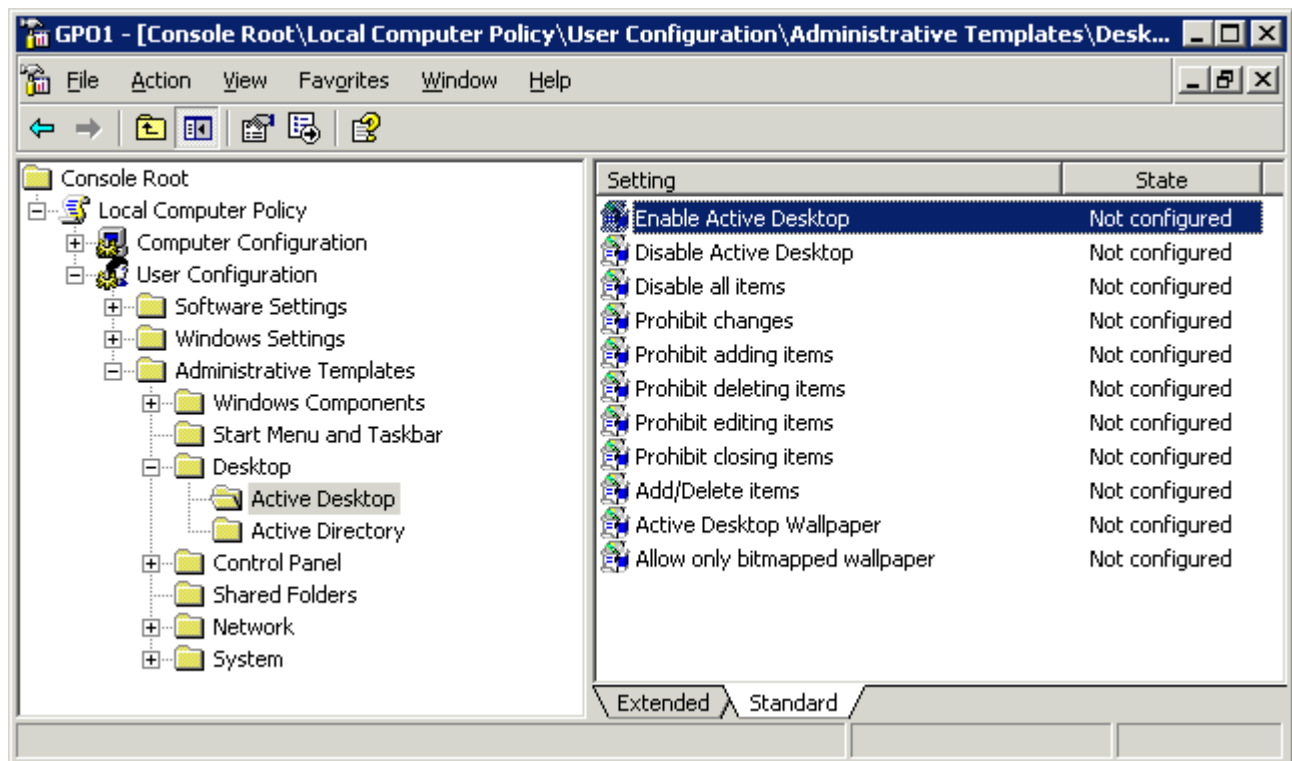 GPO1 - [Console Root\Local Computer Policy\User Configuration\Administrative Templates\Desk...
File Action View Favorites Window Help
Console Root
Local Computer Policy
Computer Configuration
User Configuration
Software Settings
Windows Settings
Administrative Templates
Windows Components
Start Menu and Taskbar
Desktop
Active Desktop
Active Directory
Control Panel
Shared Folders
Network
System
Setting State
Enable Active Desktop Not configured
Disable Active Desktop Not configured
Disable all items Not configured
Prohibit changes Not configured
Prohibit adding items Not configured
Prohibit deleting items Not configured
Prohibit editing items Not configured
Prohibit closing items Not configured
Add/Delete items Not configured
Active Desktop Wallpaper Not configured
Allow only bitmapped wallpaper Not configured
Extended Standard